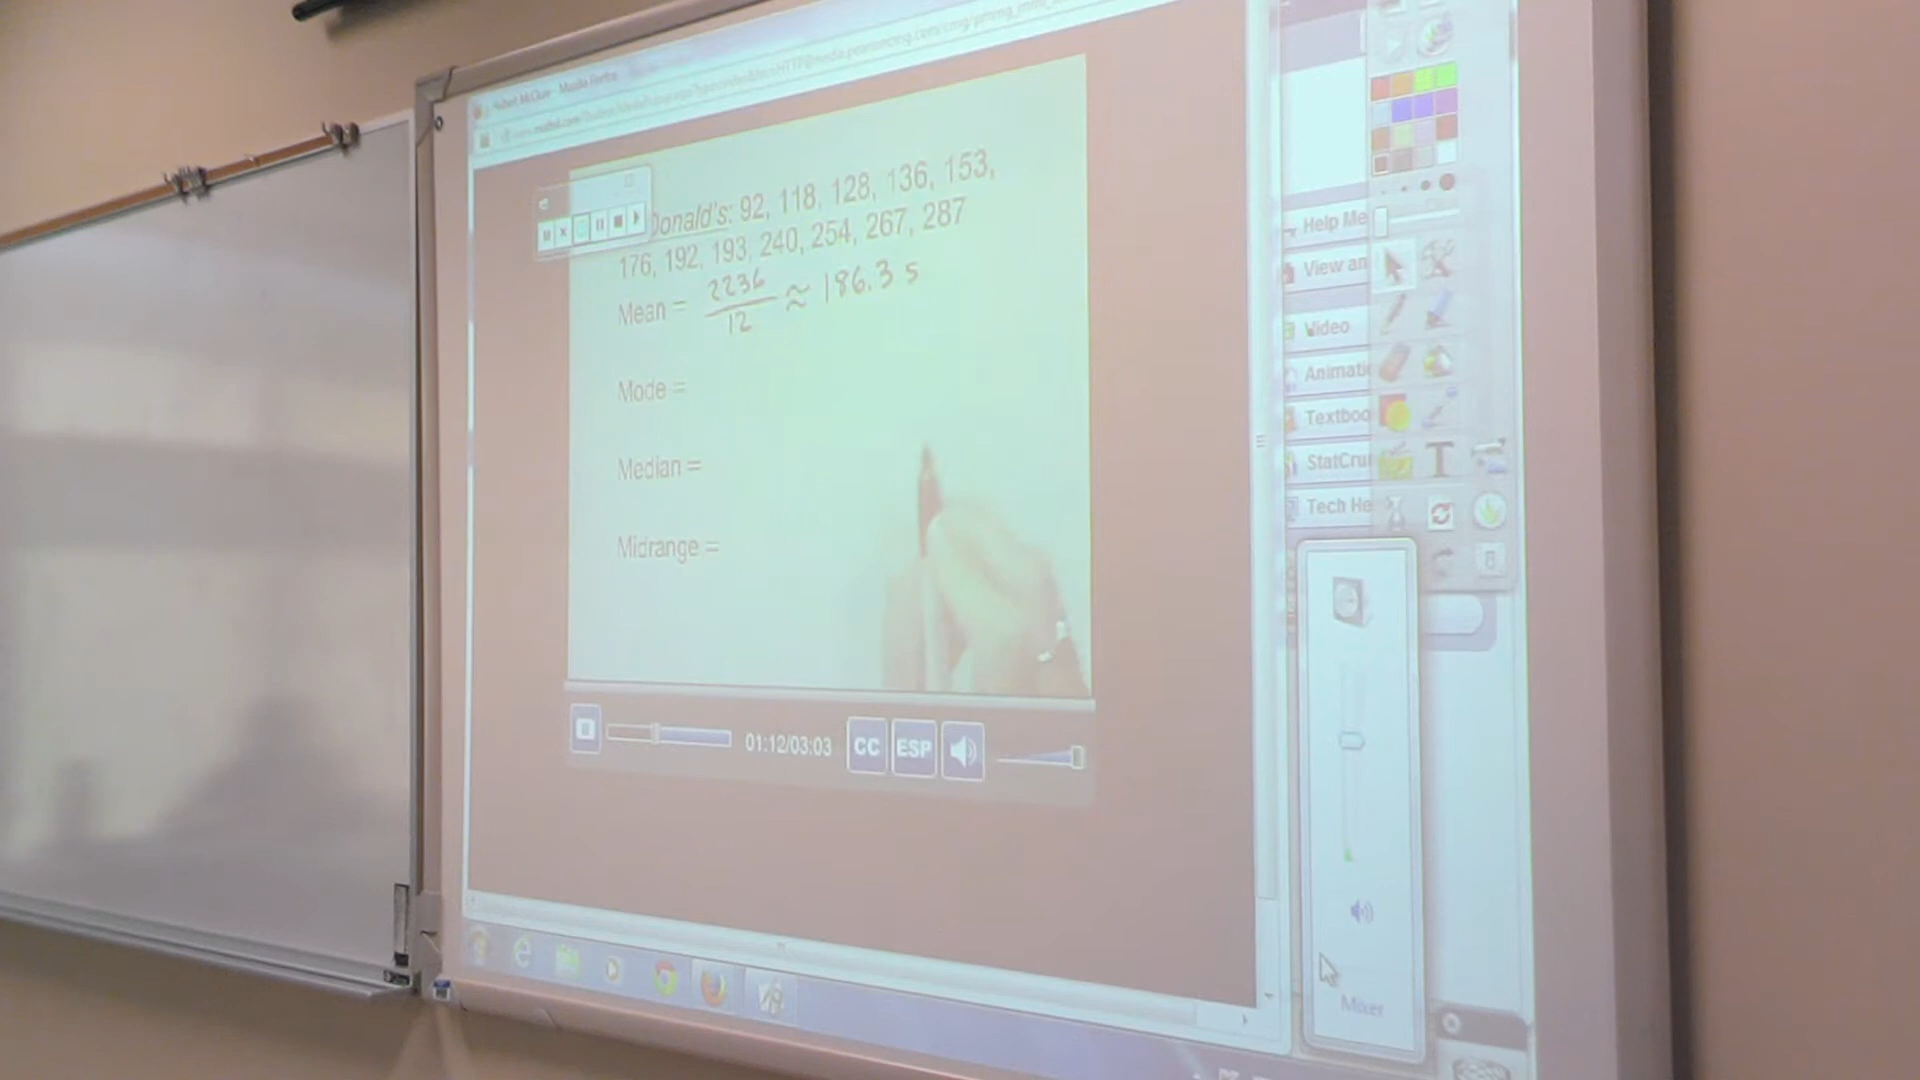 Mozilla Firefox
Donald's: 92, 118, 128, 136, 153,
176, 192, 193, 240, 254, 267, 287
Mean = 2236
12
≈ 186.3 s
Mode =
Median =
Midrange =
01:12/03:03
CC
ESP
Help Me
View an
Video
Animati
Textboo
StatCru
Tech He
T
Mixer